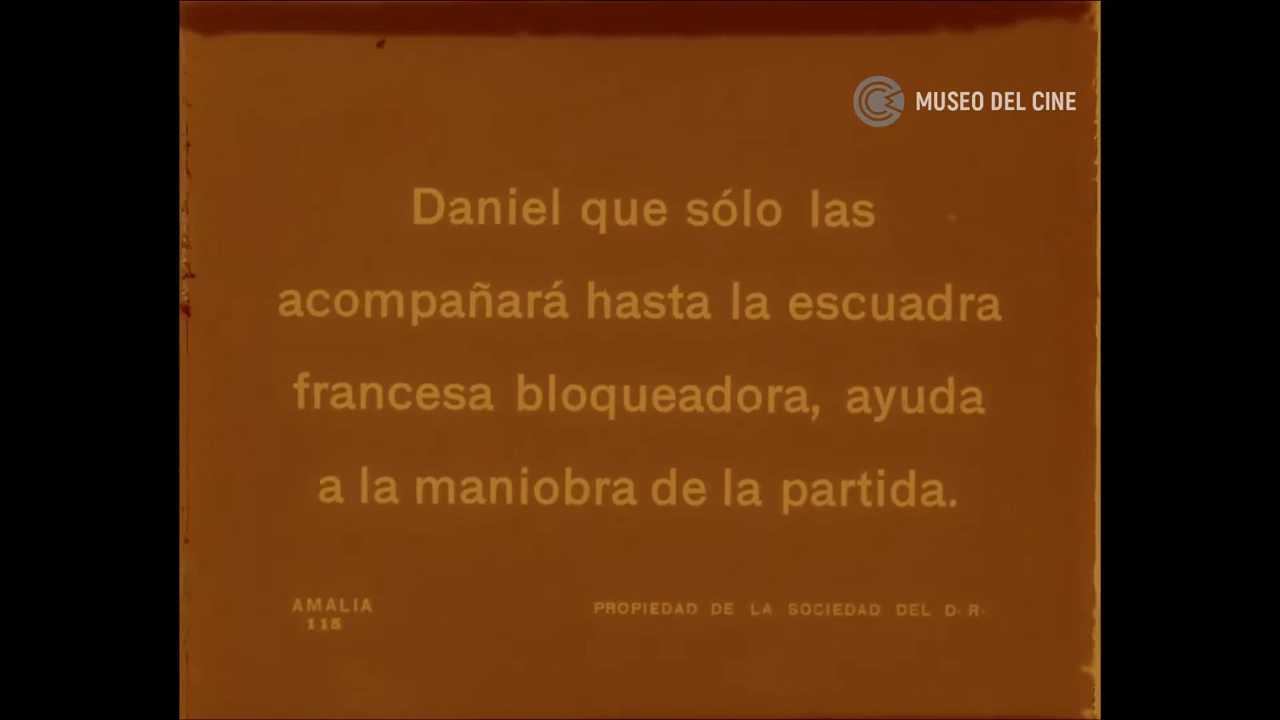 MUSEO DEL CINE
Daniel que sólo las
acompañará hasta la escuadra
francesa bloqueadora, ayuda
a la maniobra de la partida.
AMALIA
115
PROPIEDAD DE LA SOCIEDAD DEL D. R.